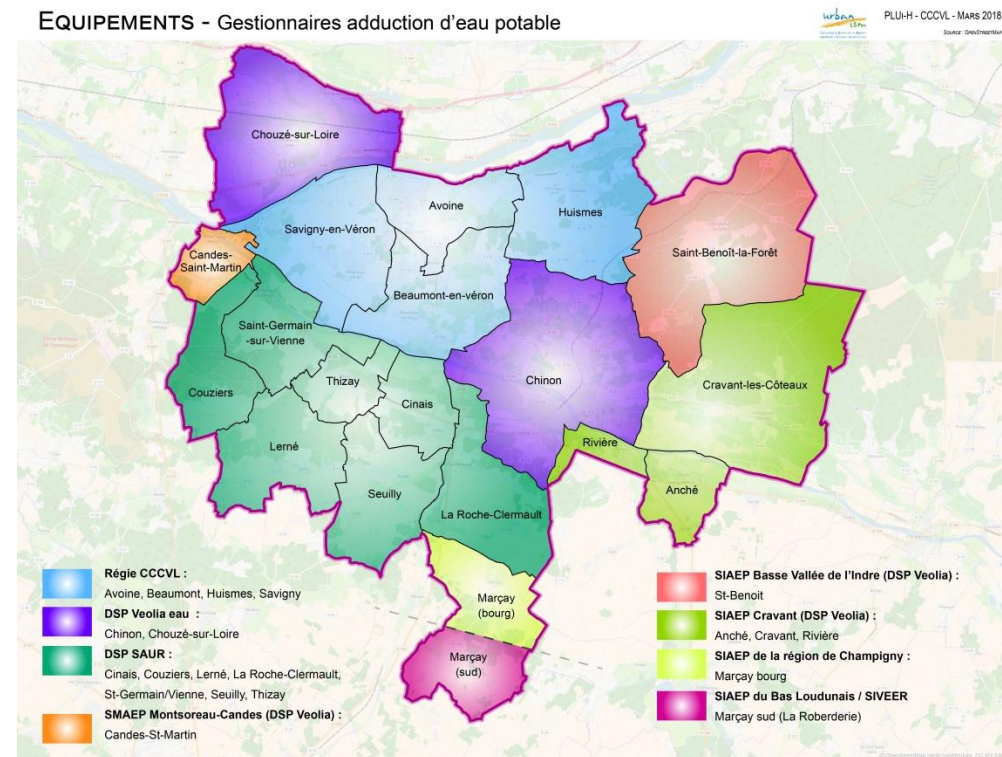 EQUIPEMENTS - Gestionnaires adduction d'eau potable
urban
ism
PLUi-H - CCCVL - MARS 2018
Chouzé-sur-Loire
Avoine
Huismes
Savigny-en-Véron
Saint-Benoît-la-Forêt
Candes-
Saint-Martin
Beaumont-en-véron
Saint-Germain
-sur-Vienne
Thizay
Chinon
Cravant-les-Côteaux
Couziers
Cinais
Lerné
Rivière
Seuilly
Anché
La Roche-Clermault
Marçay
(bourg)
Marçay
(sud)
Régie CCCVL :
Avoine, Beaumont, Huismes, Savigny
DSP Veolia eau :
Chinon, Chouzé-sur-Loire
DSP SAUR :
Cinais, Couziers, Lerné, La Roche-Clermault,
St-Germain/Vienne, Seuilly, Thizay
SMAEP Montsoreau-Candes (DSP Veolia) :
Candes-St-Martin
SIAEP Basse Vallée de l'Indre (DSP Veolia) :
St-Benoit
SIAEP Cravant (DSP Veolia) :
Anché, Cravant, Rivière
SIAEP de la région de Champigny :
Marçay bourg
SIAEP du Bas Loudunais / SIVEER
Marçay sud (La Roberderie)